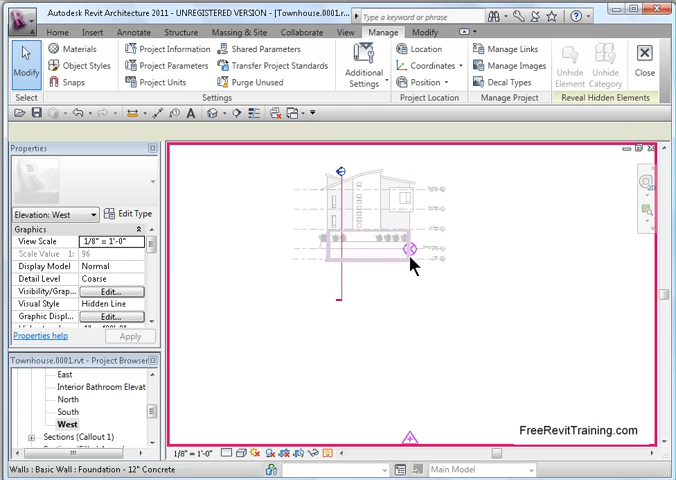 Autodesk Revit Architecture 2011 - UNREGISTERED VERSION - [Townhouse.0001.r...
Type a keyword or phrase
Home Insert Annotate Structure Massing & Site Collaborate View Manage Modify
Modify
Select
Materials
Object Styles
Snaps
Project Information
Project Parameters
Project Units
Shared Parameters
Transfer Project Standards
Purge Unused
Settings
Additional
Settings
Location
Coordinates
Position
Project Location
Manage Links
Manage Images
Decal Types
Manage Project
Unhide
Element
Unhide
Category
Reveal Hidden Elements
Close
Properties
Elevation: West
Edit Type
Graphics
View Scale 1/8" = 1'-0"
Scale Value 1: 96
Display Model Normal
Detail Level Coarse
Visibility/Grap... Edit...
Visual Style Hidden Line
Graphic Displ... Edit...
Properties help
Apply
Townhouse.0001.rvt - Project Browser
East
Interior Bathroom Elevat
North
South
West
Sections (Callout 1)
1/8" = 1'-0"
FreeRevitTraining.com
Walls : Basic Wall : Foundation - 12" Concrete
Main Model